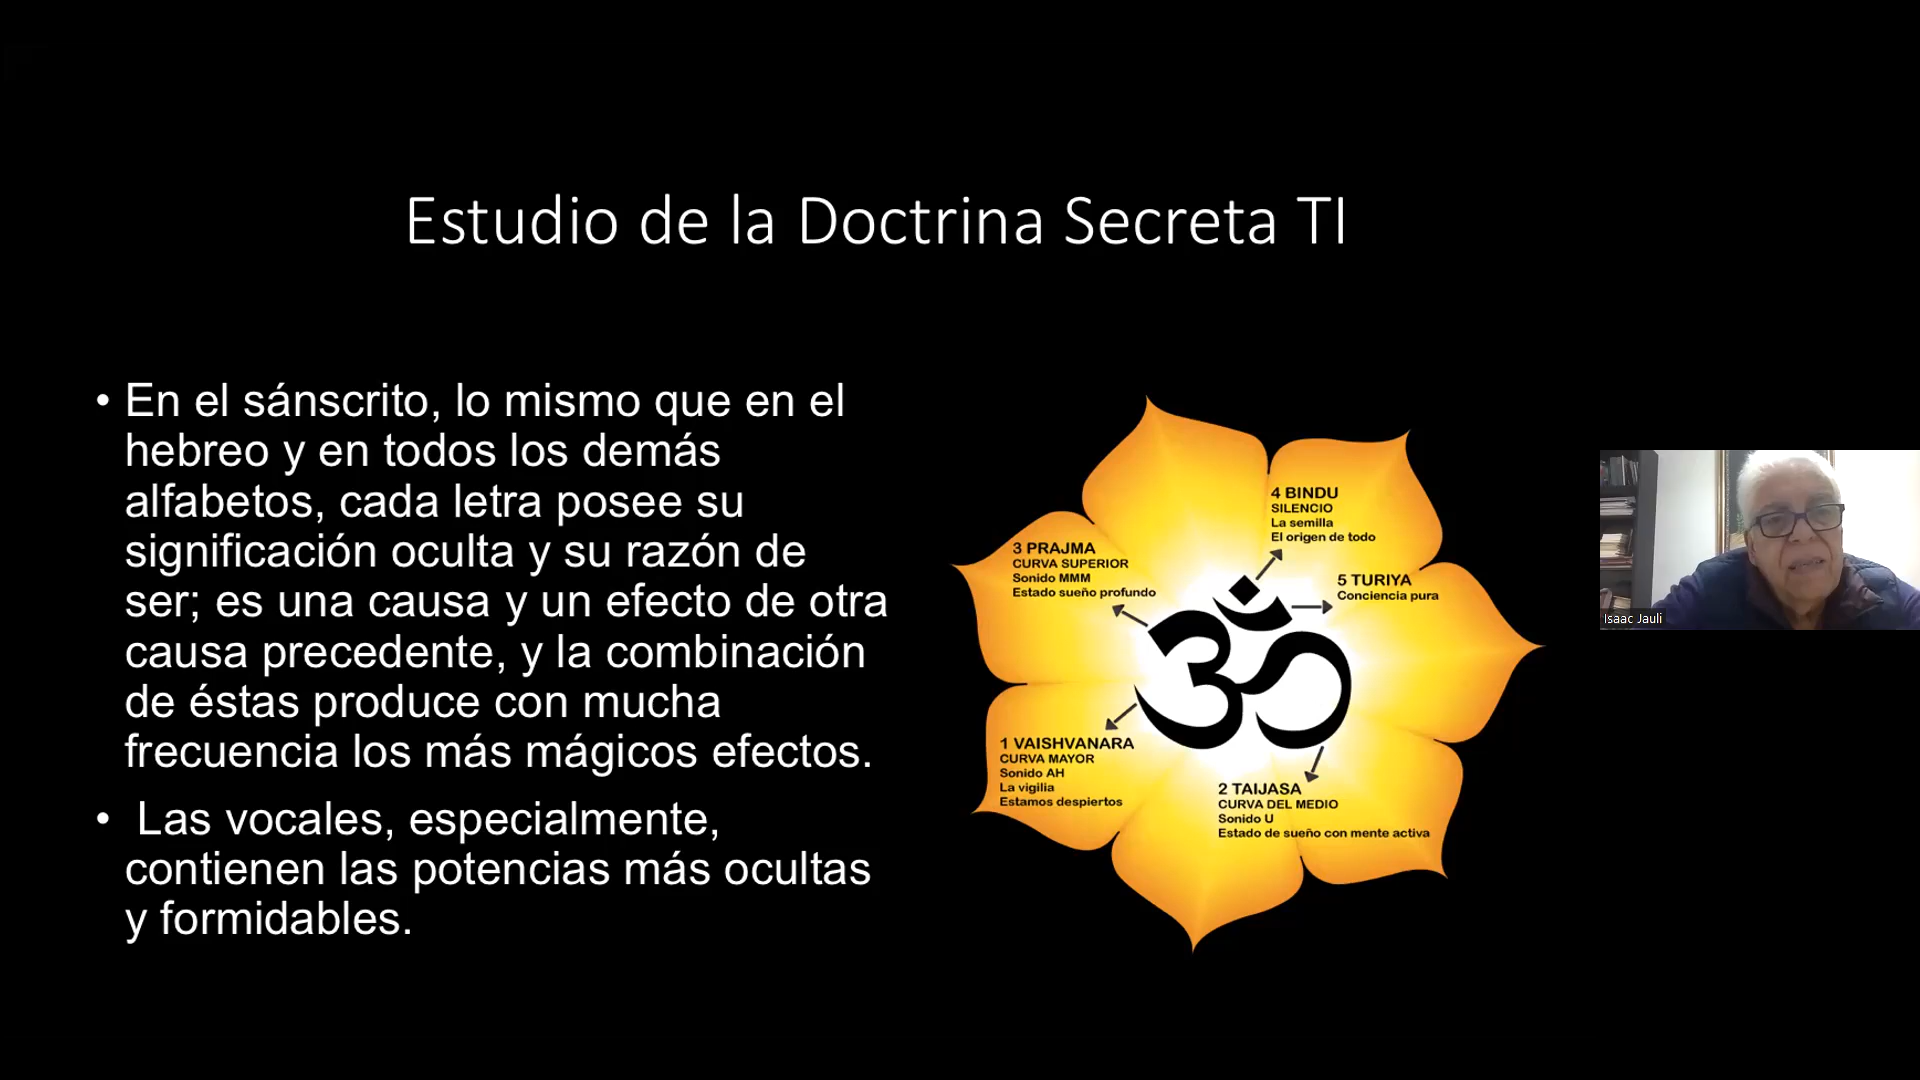 Estudio de la Doctrina Secreta TI
• En el sánscrito, lo mismo que en el
hebreo y en todos los demás
alfabetos, cada letra posee su
significación oculta y su razón de
ser; es una causa y un efecto de otra
causa precedente, y la combinación
de éstas produce con mucha
frecuencia los más mágicos efectos.
• Las vocales, especialmente,
contienen las potencias más ocultas
y formidables.
4 BINDU
SILENCIO
La semilla
El origen de todo
3 PRAJMA
CURVA SUPERIOR
Sonido MMM
Estado sueño profundo
5 TURIYA
Conciencia pura
ॐ
1 VAISHVANARA
CURVA MAYOR
Sonido AH
La vigilia
Estamos despiertos
2 TAIJASA
CURVA DEL MEDIO
Sonido U
Estado de sueño con mente activa
Isaac Jauli